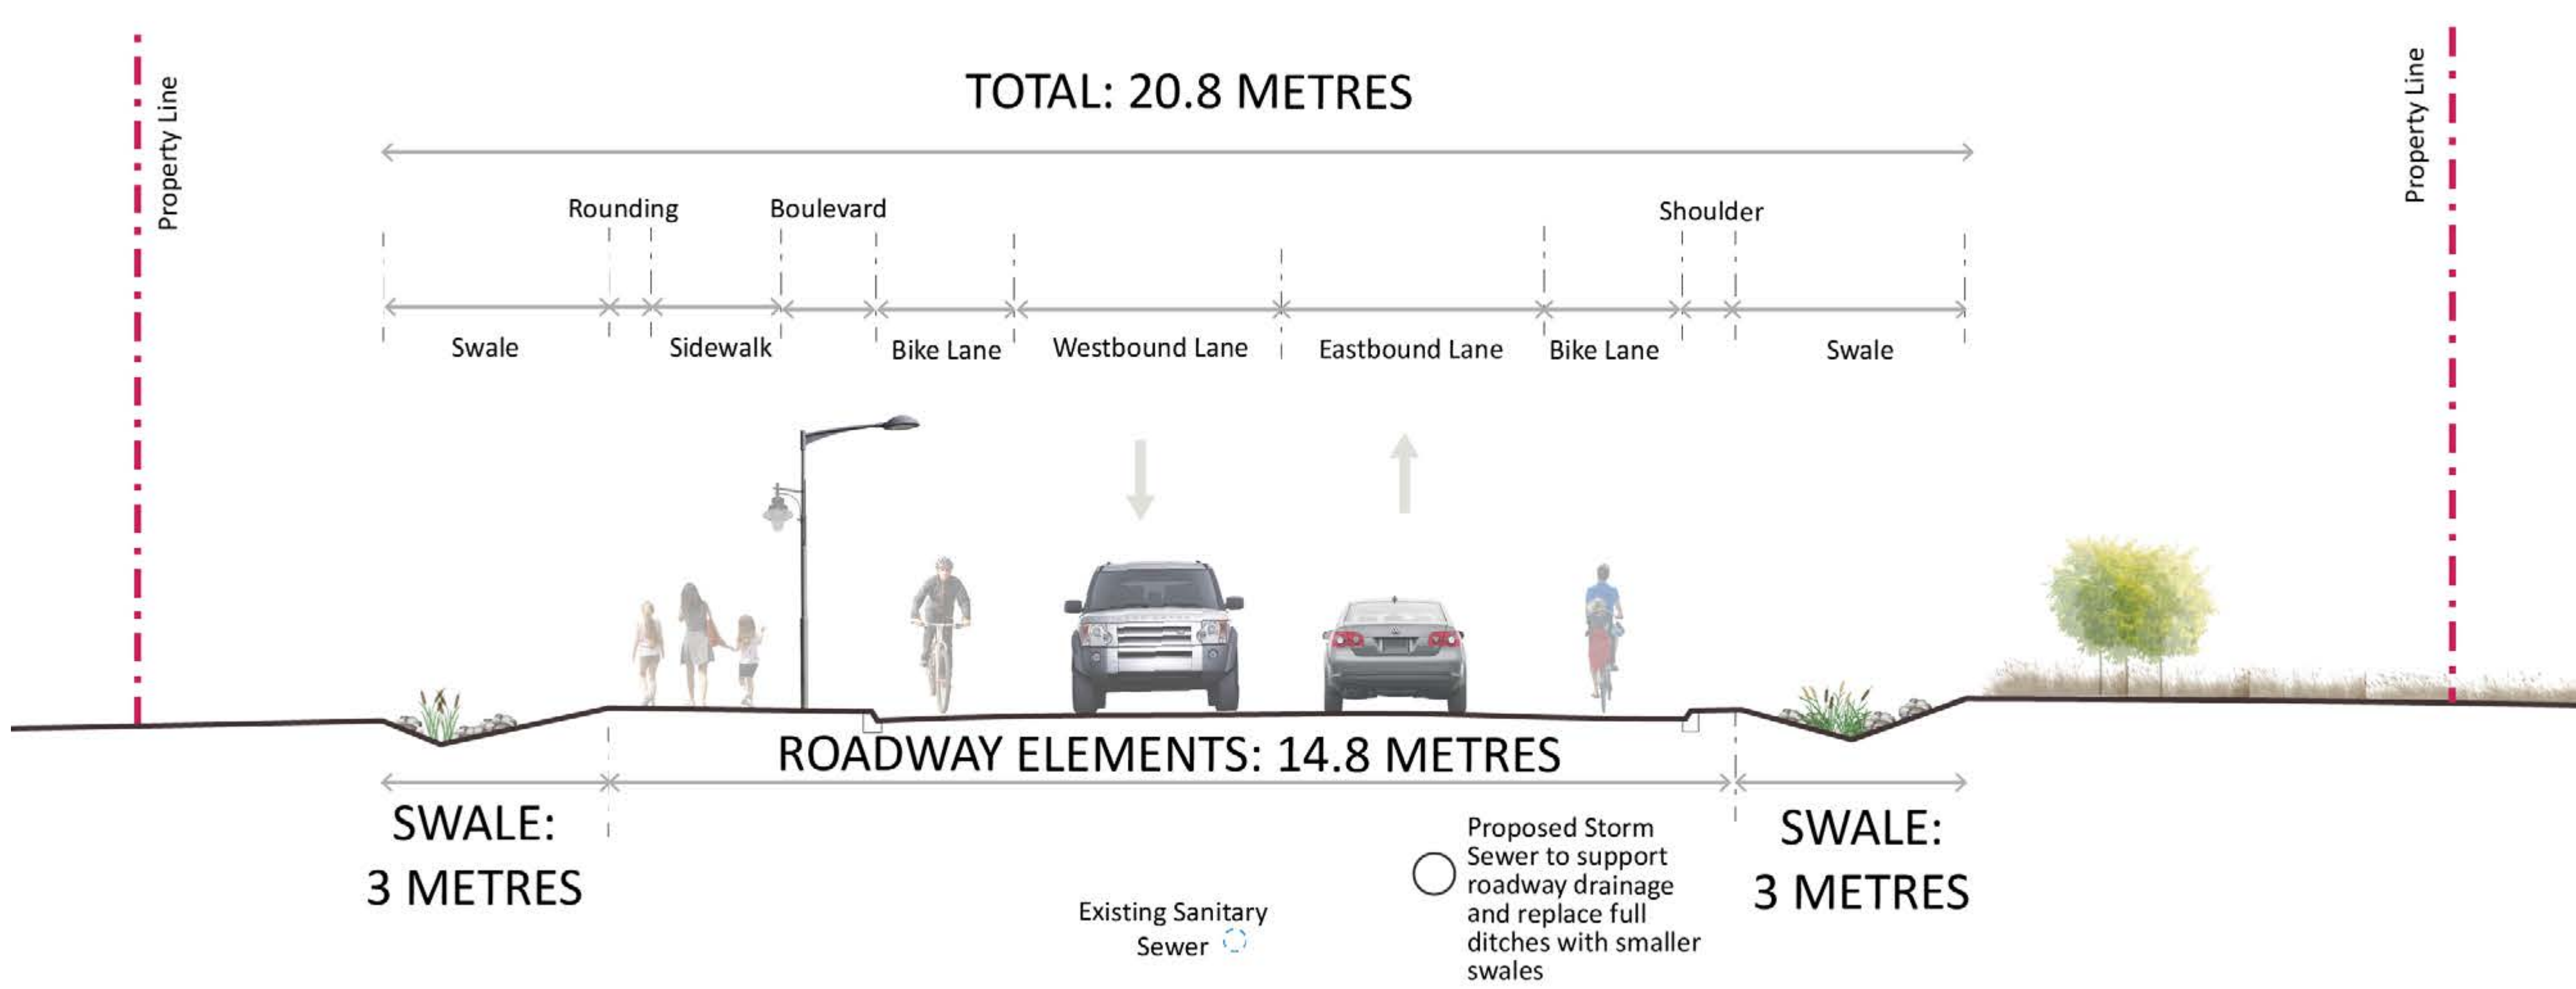 Property Line
TOTAL: 20.8 METRES
Property Line
Rounding
Boulevard
Shoulder
Swale
Sidewalk
Bike Lane
Westbound Lane
Eastbound Lane
Bike Lane
Swale
ROADWAY ELEMENTS: 14.8 METRES
SWALE:
3 METRES
Existing Sanitary
Sewer
Proposed Storm
Sewer to support
roadway drainage
and replace full
ditches with smaller
swales
SWALE:
3 METRES